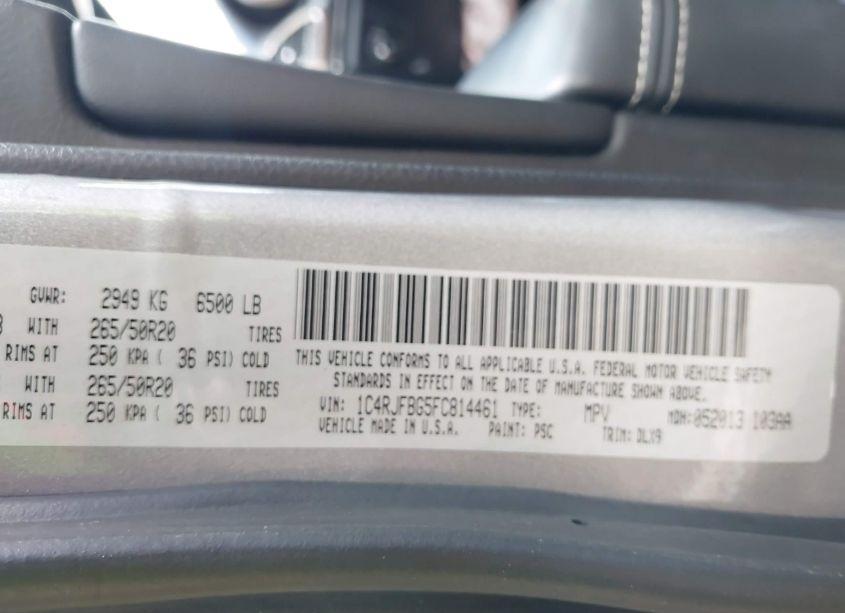 GVWR: 2949 KG 6500 LB
WITH 265/50R20 TIRES
RIMS AT 250 KPA ( 36 PSI) COLD
WITH 265/50R20 TIRES
RIMS AT 250 KPA ( 36 PSI) COLD
THIS VEHICLE CONFORMS TO ALL APPLICABLE U.S.A. FEDERAL MOTOR VEHICLE SAFETY
STANDARDS IN EFFECT ON THE DATE OF MANUFACTURE SHOWN ABOVE.
VIN: 1C4RJFBG5FC814461 TYPE: MPV MDH:052013 103AA
VEHICLE MADE IN U.S.A. PAINT: PSC TRIM: DLX9